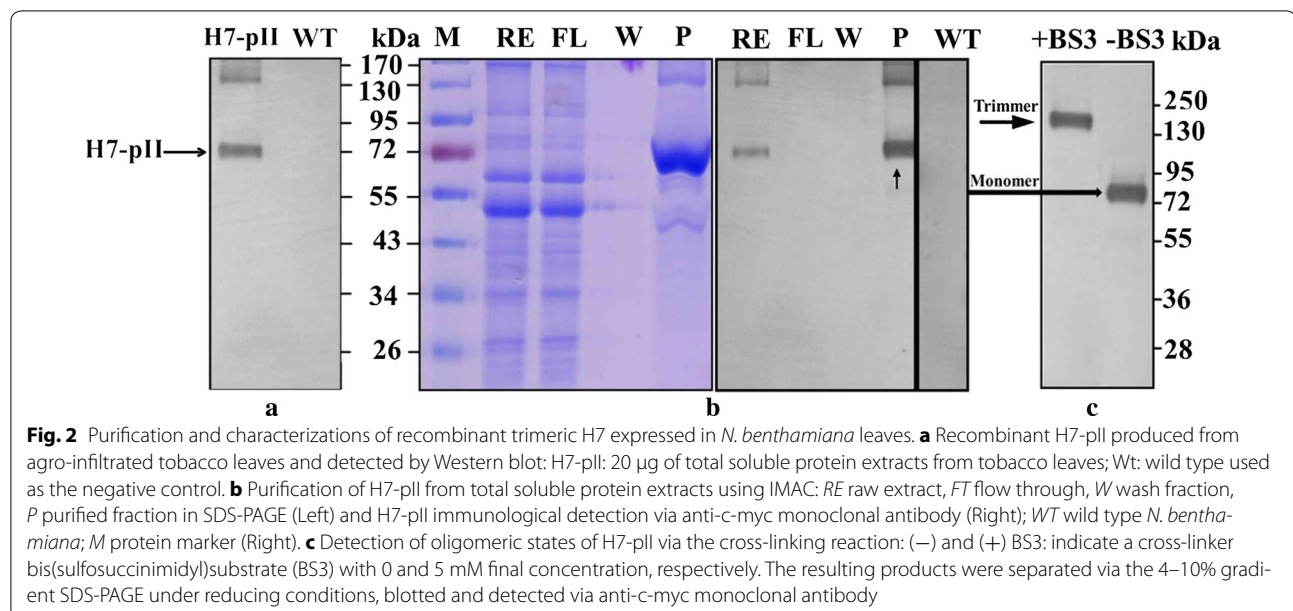 H7-pII WT kDa M RE FL W P RE FL W P WT +BS3 -BS3 kDa
170
130
95
72
55
43
34
26
H7-pII
Trimmer
Monomer
250
130
95
72
55
36
28
a b c
Fig. 2 Purification and characterizations of recombinant trimeric H7 expressed in N. benthamiana leaves. a Recombinant H7-pII produced from
agro-infiltrated tobacco leaves and detected by Western blot: H7-pII: 20 µg of total soluble protein extracts from tobacco leaves; Wt: wild type used
as the negative control. b Purification of H7-pII from total soluble protein extracts using IMAC: RE raw extract, FT flow through, W wash fraction,
P purified fraction in SDS-PAGE (Left) and H7-pII immunological detection via anti-c-myc monoclonal antibody (Right); WT wild type N. bentha-
miana; M protein marker (Right). c Detection of oligomeric states of H7-pII via the cross-linking reaction: (−) and (+) BS3: indicate a cross-linker
bis(sulfosuccinimidyl)substrate (BS3) with 0 and 5 mM final concentration, respectively. The resulting products were separated via the 4–10% gradi-
ent SDS-PAGE under reducing conditions, blotted and detected via anti-c-myc monoclonal antibody